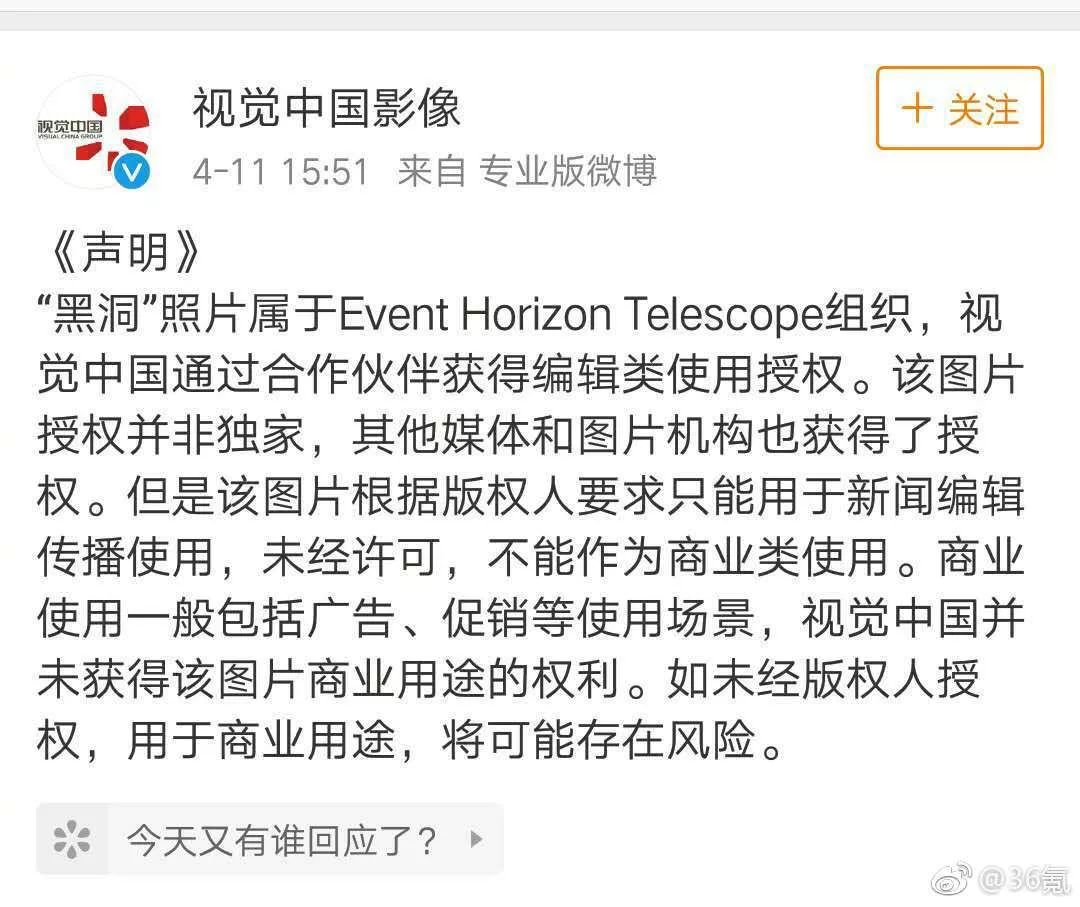 视觉中国
VISUAL CHINA GROUP
视觉中国影像
+ 关注
4-11 15:51 来自 专业版微博
《声明》
“黑洞”照片属于Event Horizon Telescope组织，视
觉中国通过合作伙伴获得编辑类使用授权。该图片
授权并非独家，其他媒体和图片机构也获得了授
权。但是该图片根据版权人要求只能用于新闻编辑
传播使用，未经许可，不能作为商业类使用。商业
使用一般包括广告、促销等使用场景，视觉中国并
未获得该图片商业用途的权利。如未经版权人授
权，用于商业用途，将可能存在风险。
今天又有谁回应了？
@36氪